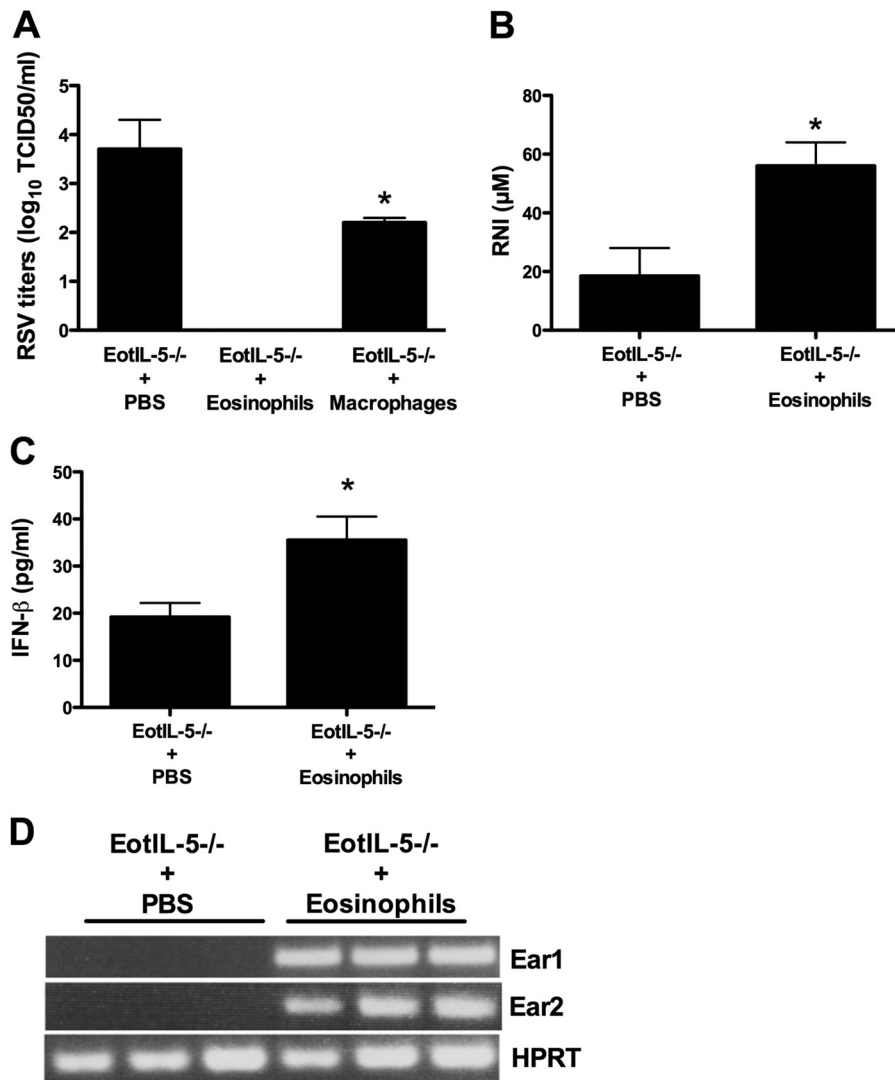 A
RSV titers (log10 TCID50/ml)
5
4
3
2
1
0
*
EotIL-5-/-
+
PBS
EotIL-5-/-
+
Eosinophils
EotIL-5-/-
+
Macrophages
B
RNI (µM)
80
60
40
20
0
*
EotIL-5-/-
+
PBS
EotIL-5-/-
+
Eosinophils
C
IFN-β (pg/ml)
50
40
30
20
10
0
*
EotIL-5-/-
+
PBS
EotIL-5-/-
+
Eosinophils
D
EotIL-5-/-
+
PBS
EotIL-5-/-
+
Eosinophils
Ear1
Ear2
HPRT